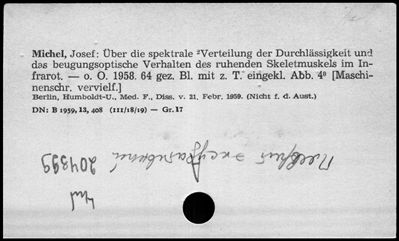 Michel, Josef: Über die spektrale Verteilung der Durchlässigkeit und
das beugungsoptische Verhalten des ruhenden Skeletmuskels im In-
frarot. — o. O. 1958. 64 gez. Bl. mit z. T. eingekl. Abb. 4° [Maschi-
nenschr. vervielf.]
Berlin, Humboldt-U., Med. F., Diss. v. 21. Febr. 1959. (Nicht f. d. Aust.)
DN: B 1959, 13, 408 (III/18/19) — Gr. 17
204399